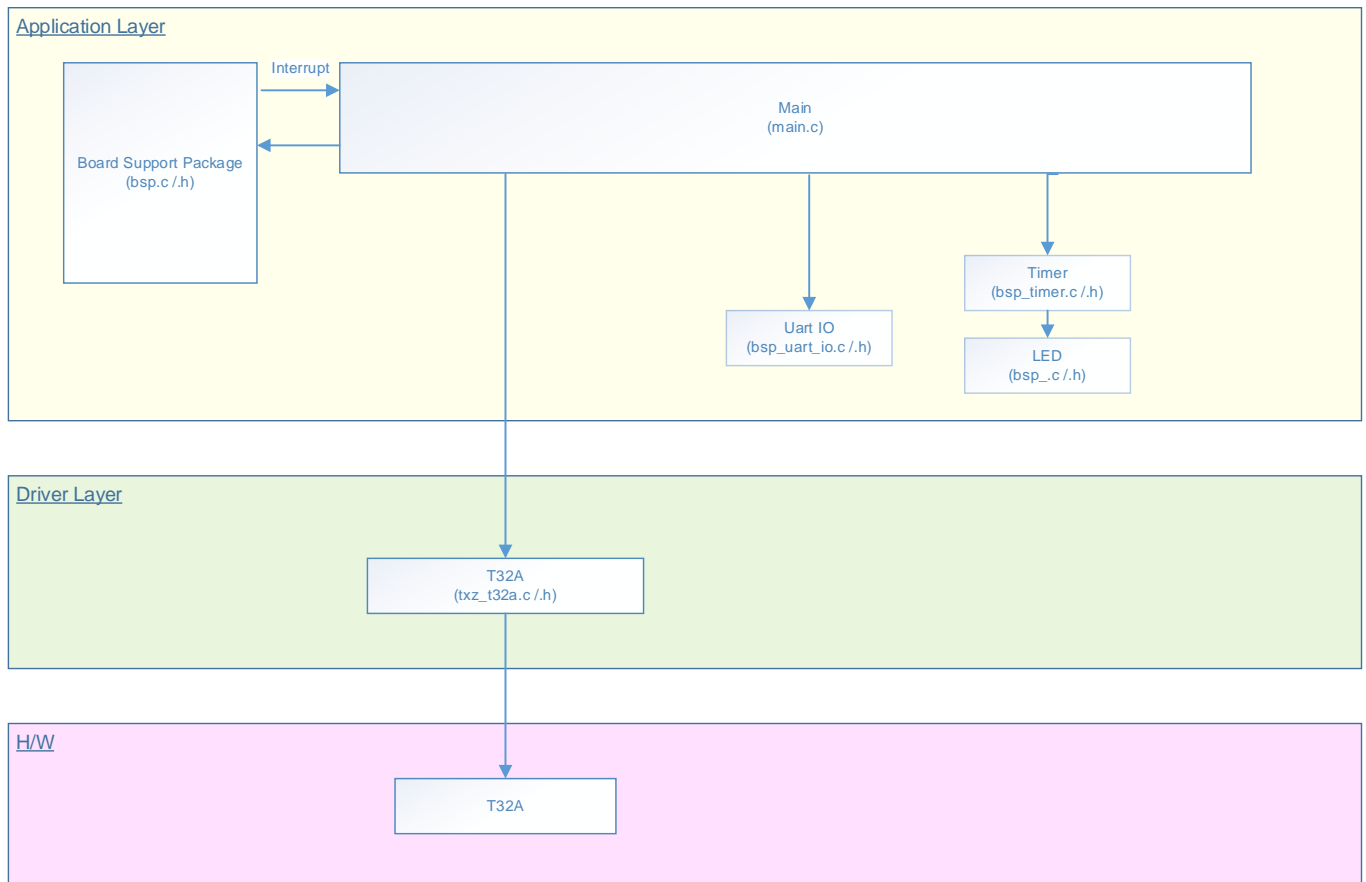 Application Layer
Interrupt
Main
(main.c)
Board Support Package
(bsp.c /.h)
Timer
(bsp_timer.c /.h)
Uart IO
(bsp_uart_io.c /.h)
LED
(bsp_.c /.h)
Driver Layer
T32A
(txz_t32a.c /.h)
H/W
T32A